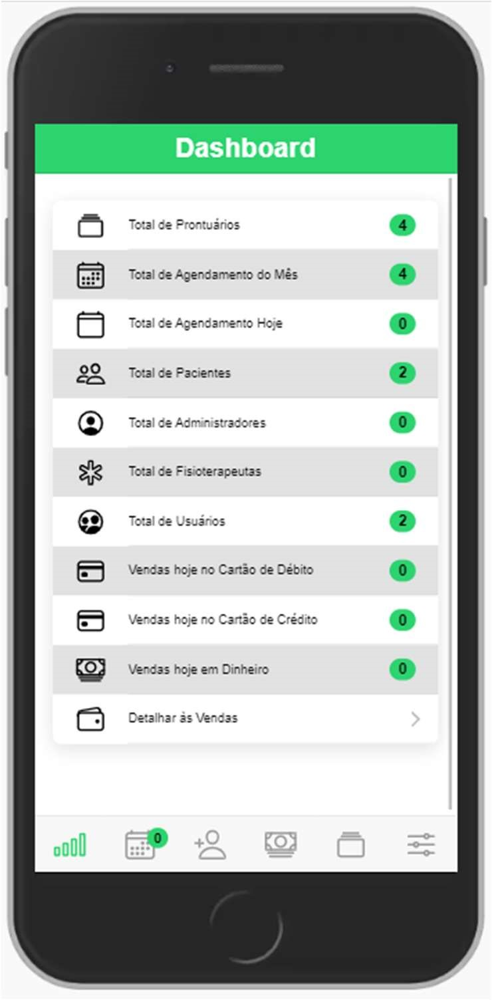 Dashboard
Total de Prontuários 4
Total de Agendamento do Mês 4
Total de Agendamento Hoje 0
Total de Pacientes 2
Total de Administradores 0
Total de Fisioterapeutas 0
Total de Usuários 2
Vendas hoje no Cartão de Débito 0
Vendas hoje no Cartão de Crédito 0
Vendas hoje em Dinheiro 0
Detalhar às Vendas
0